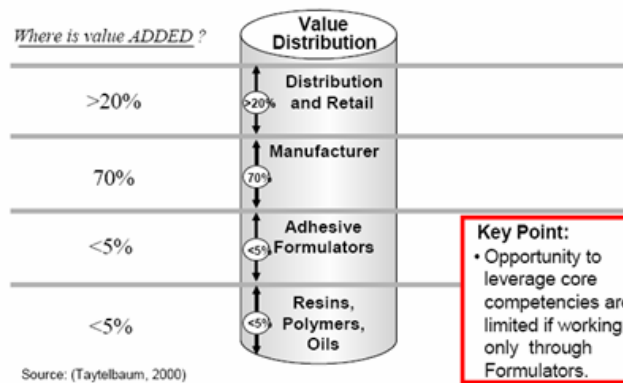 Where is value ADDED ?
Value
Distribution
>20%
>20%
Distribution
and Retail
70%
70%
Manufacturer
<5%
<5%
Adhesive
Formulators
<5%
<5%
Resins,
Polymers,
Oils
Key Point:
• Opportunity to
leverage core
competencies are
limited if working
only through
Formulators.
Source: (Taytelbaum, 2000)